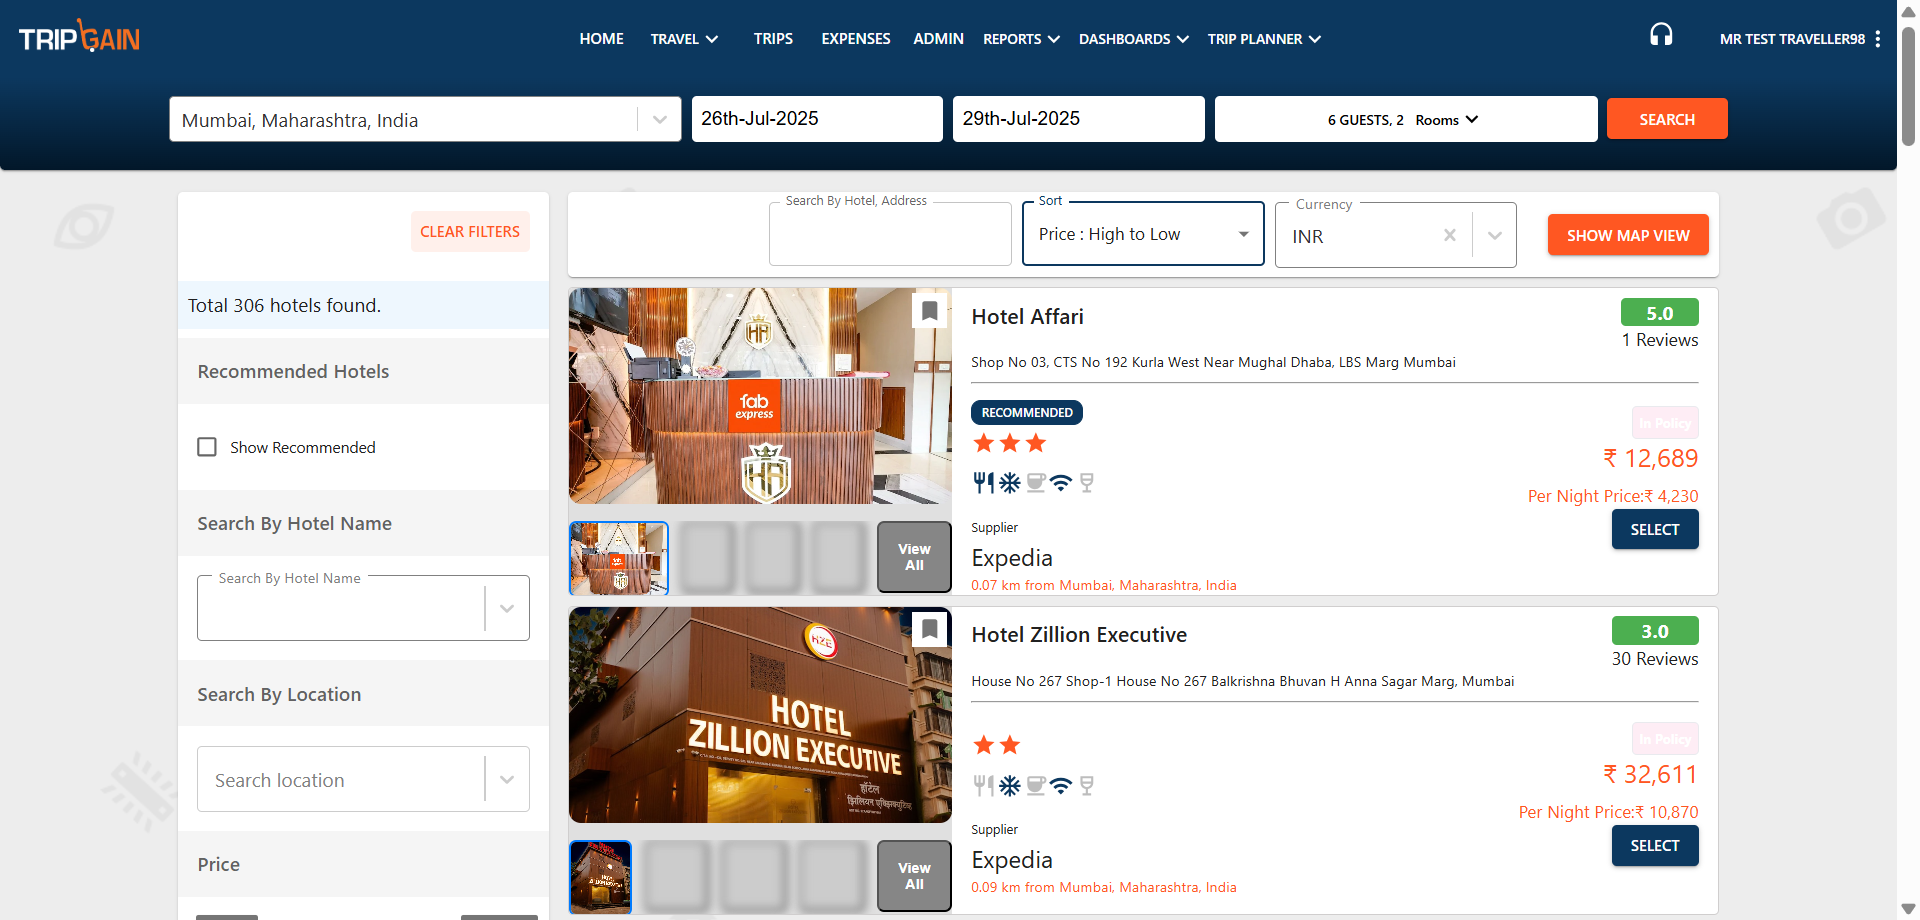 TRIPGAIN
HOME
TRAVEL
TRIPS
EXPENSES
ADMIN
REPORTS
DASHBOARDS
TRIP PLANNER
MR TEST TRAVELLER98
Mumbai, Maharashtra, India
26th-Jul-2025
29th-Jul-2025
6 GUESTS, 2 Rooms
SEARCH
CLEAR FILTERS
Total 306 hotels found.
Recommended Hotels
Show Recommended
Search By Hotel Name
Search By Hotel Name
Search By Location
Search location
Price
Search By Hotel, Address
Sort
Price : High to Low
Currency
INR
SHOW MAP VIEW
HA
fab
express
HA
View
All
Hotel Affari
5.0
1 Reviews
Shop No 03, CTS No 192 Kurla West Near Mughal Dhaba, LBS Marg Mumbai
RECOMMENDED
In Policy
₹ 12,689
Per Night Price:₹ 4,230
SELECT
Supplier
Expedia
0.07 km from Mumbai, Maharashtra, India
HZE
HOTEL
ZILLION EXECUTIVE
हॉटेल
झिलियन एक्झिक्युटिव्ह
View
All
Hotel Zillion Executive
3.0
30 Reviews
House No 267 Shop-1 House No 267 Balkrishna Bhuvan H Anna Sagar Marg, Mumbai
In Policy
₹ 32,611
Per Night Price:₹ 10,870
SELECT
Supplier
Expedia
0.09 km from Mumbai, Maharashtra, India